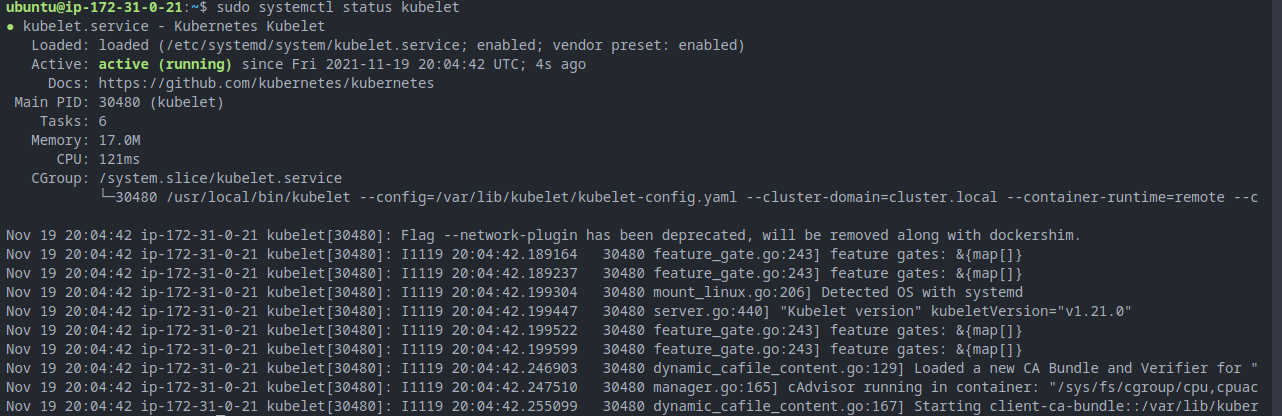 ubuntu@ip-172-31-0-21:~$ sudo systemctl status kubelet
● kubelet.service - Kubernetes Kubelet
Loaded: loaded (/etc/systemd/system/kubelet.service; enabled; vendor preset: enabled)
Active: active (running) since Fri 2021-11-19 20:04:42 UTC; 4s ago
Docs: https://github.com/kubernetes/kubernetes
Main PID: 30480 (kubelet)
Tasks: 6
Memory: 17.0M
CPU: 121ms
CGroup: /system.slice/kubelet.service
└─30480 /usr/local/bin/kubelet --config=/var/lib/kubelet/kubelet-config.yaml --cluster-domain=cluster.local --container-runtime=remote --c
Nov 19 20:04:42 ip-172-31-0-21 kubelet[30480]: Flag --network-plugin has been deprecated, will be removed along with dockershim.
Nov 19 20:04:42 ip-172-31-0-21 kubelet[30480]: I1119 20:04:42.189164   30480 feature_gate.go:243] feature gates: &{map[]}
Nov 19 20:04:42 ip-172-31-0-21 kubelet[30480]: I1119 20:04:42.189237   30480 feature_gate.go:243] feature gates: &{map[]}
Nov 19 20:04:42 ip-172-31-0-21 kubelet[30480]: I1119 20:04:42.199304   30480 mount_linux.go:206] Detected OS with systemd
Nov 19 20:04:42 ip-172-31-0-21 kubelet[30480]: I1119 20:04:42.199447   30480 server.go:440] "Kubelet version" kubeletVersion="v1.21.0"
Nov 19 20:04:42 ip-172-31-0-21 kubelet[30480]: I1119 20:04:42.199522   30480 feature_gate.go:243] feature gates: &{map[]}
Nov 19 20:04:42 ip-172-31-0-21 kubelet[30480]: I1119 20:04:42.199599   30480 feature_gate.go:243] feature gates: &{map[]}
Nov 19 20:04:42 ip-172-31-0-21 kubelet[30480]: I1119 20:04:42.246903   30480 dynamic_cafile_content.go:129] Loaded a new CA Bundle and Verifier for "
Nov 19 20:04:42 ip-172-31-0-21 kubelet[30480]: I1119 20:04:42.247510   30480 manager.go:165] cAdvisor running in container: "/sys/fs/cgroup/cpu,cpuac
Nov 19 20:04:42 ip-172-31-0-21 kubelet[30480]: I1119 20:04:42.255099   30480 dynamic_cafile_content.go:167] Starting client-ca-bundle::/var/lib/kuber